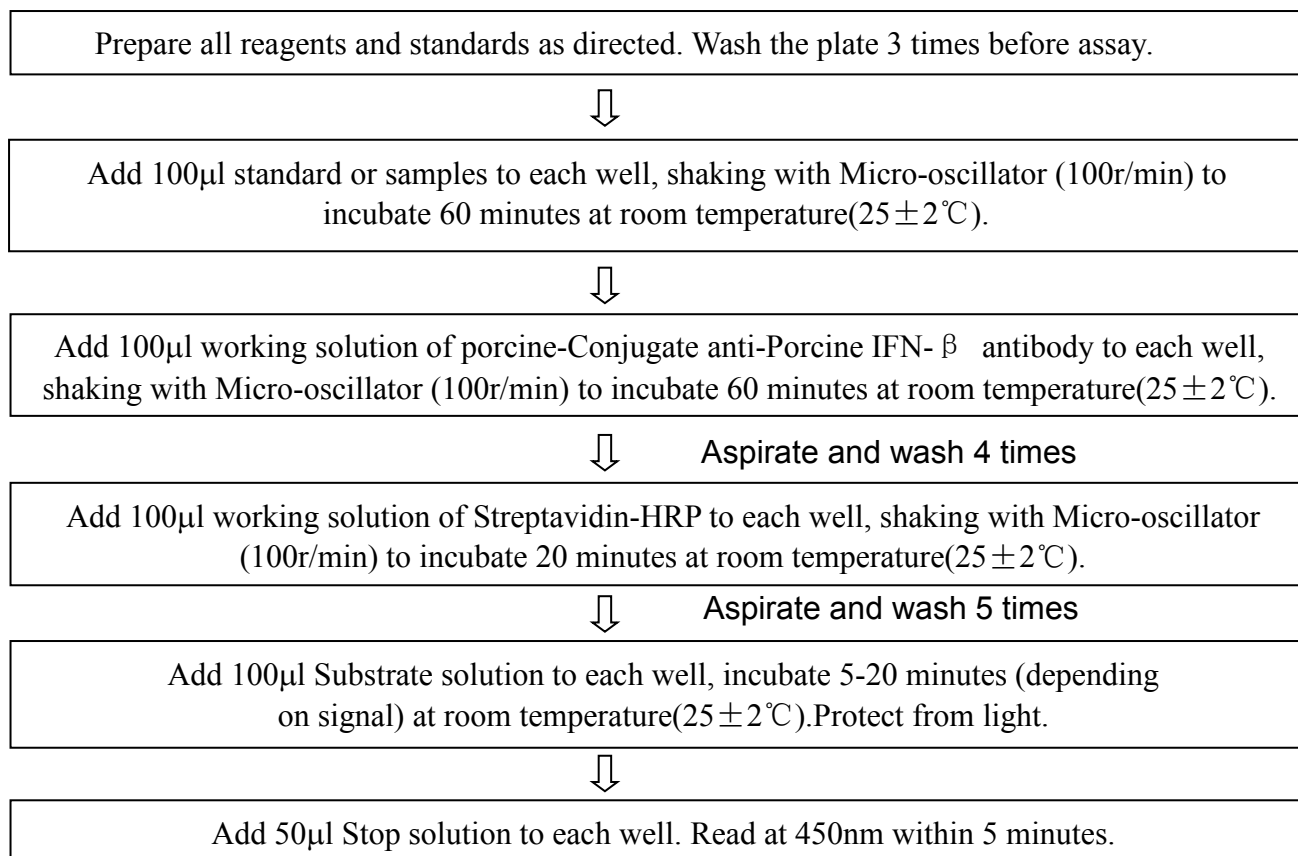 Prepare all reagents and standards as directed. Wash the plate 3 times before assay.
Add 100μl standard or samples to each well, shaking with Micro-oscillator (100r/min) to
incubate 60 minutes at room temperature(25±2℃).
Add 100μl working solution of porcine-Conjugate anti-Porcine IFN-β antibody to each well,
shaking with Micro-oscillator (100r/min) to incubate 60 minutes at room temperature(25±2℃).
Aspirate and wash 4 times
Add 100μl working solution of Streptavidin-HRP to each well, shaking with Micro-oscillator
(100r/min) to incubate 20 minutes at room temperature(25±2℃).
Aspirate and wash 5 times
Add 100μl Substrate solution to each well, incubate 5-20 minutes (depending
on signal) at room temperature(25±2℃).Protect from light.
Add 50μl Stop solution to each well. Read at 450nm within 5 minutes.